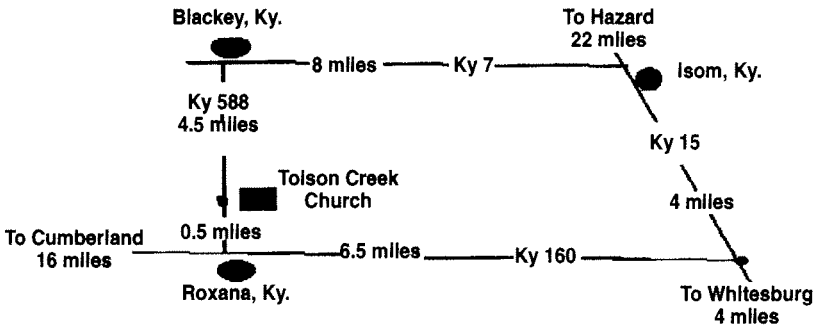 Blackey, Ky.
To Hazard
22 miles
8 miles
Ky 7
Isom, Ky.
Ky 588
4.5 miles
Ky 15
Tolson Creek
Church
4 miles
To Cumberland
16 miles
0.5 miles
6.5 miles
Ky 160
Roxana, Ky.
To Whitesburg
4 miles